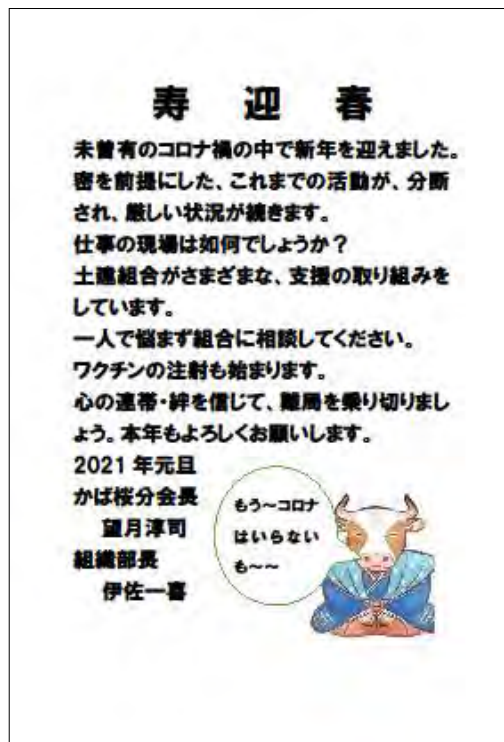 寿 迎 春
未曽有のコロナ禍の中で新年を迎えました。
密を前提にした、これまでの活動が、分断
され、厳しい状況が続きます。
仕事の現場は如何でしょうか？
土建組合がさまざまな、支援の取り組みを
しています。
一人で悩まず組合に相談してください。
ワクチンの注射も始まります。
心の連帯・絆を信じて、難局を乗り切りまし
ょう。本年もよろしくお願いします。
2021 年元旦
かば桜分会長
望月淳司
組織部長
伊佐一喜
もう～コロナ
はいらない
も～～